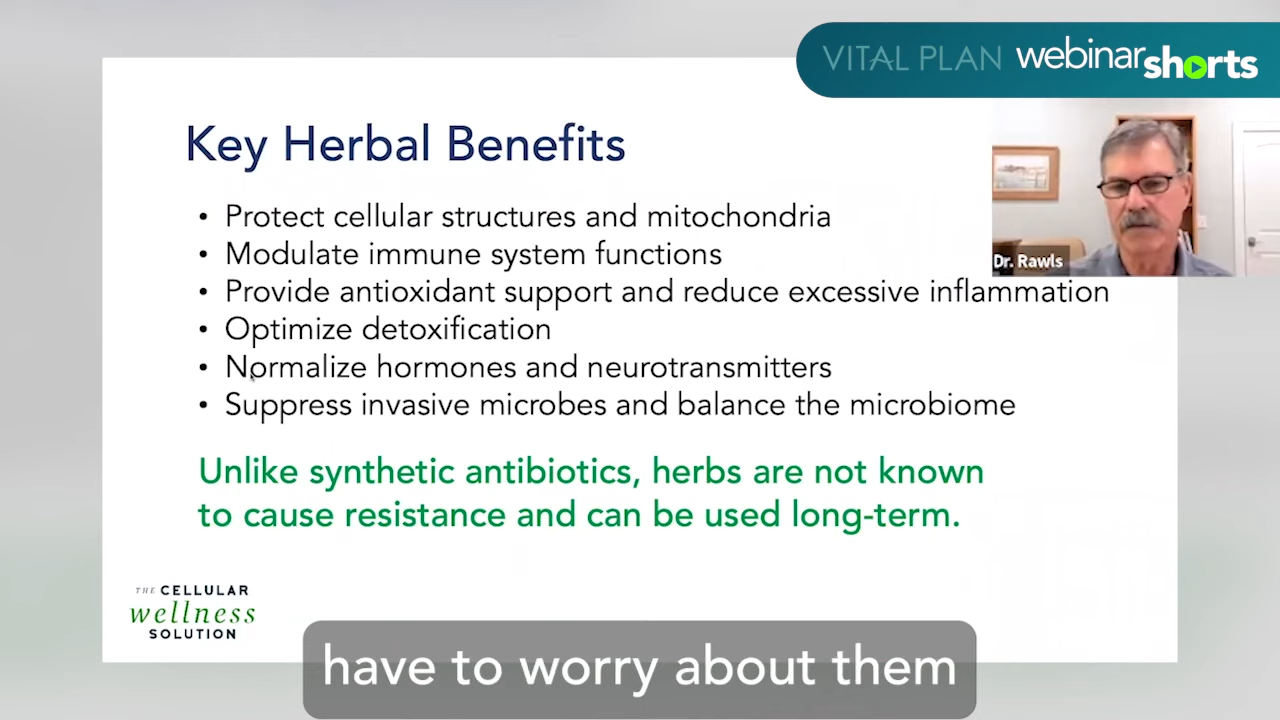 VITAL PLAN webinar shorts
Key Herbal Benefits
• Protect cellular structures and mitochondria
• Modulate immune system functions
• Provide antioxidant support and reduce excessive inflammation
• Optimize detoxification
• Normalize hormones and neurotransmitters
• Suppress invasive microbes and balance the microbiome
Dr. Rawls
Unlike synthetic antibiotics, herbs are not known
to cause resistance and can be used long-term.
THE CELLULAR
wellness
SOLUTION
have to worry about them